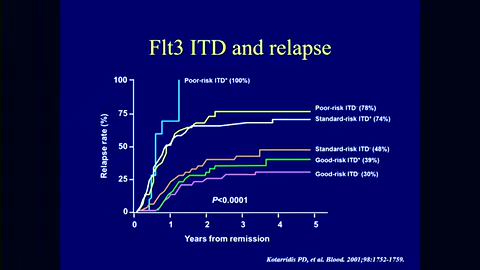 Flt3 ITD and relapse
Relapse rate (%)
100
75
50
25
0
0 1 2 3 4 5
Years from remission
Poor-risk ITD⁺ (100%)
Poor-risk ITD⁻ (78%)
Standard-risk ITD⁺ (74%)
Standard-risk ITD⁻ (48%)
Good-risk ITD⁺ (39%)
Good-risk ITD⁻ (30%)
P<0.0001
Kotarridis PD, et al. Blood. 2001;98:1752-1759.